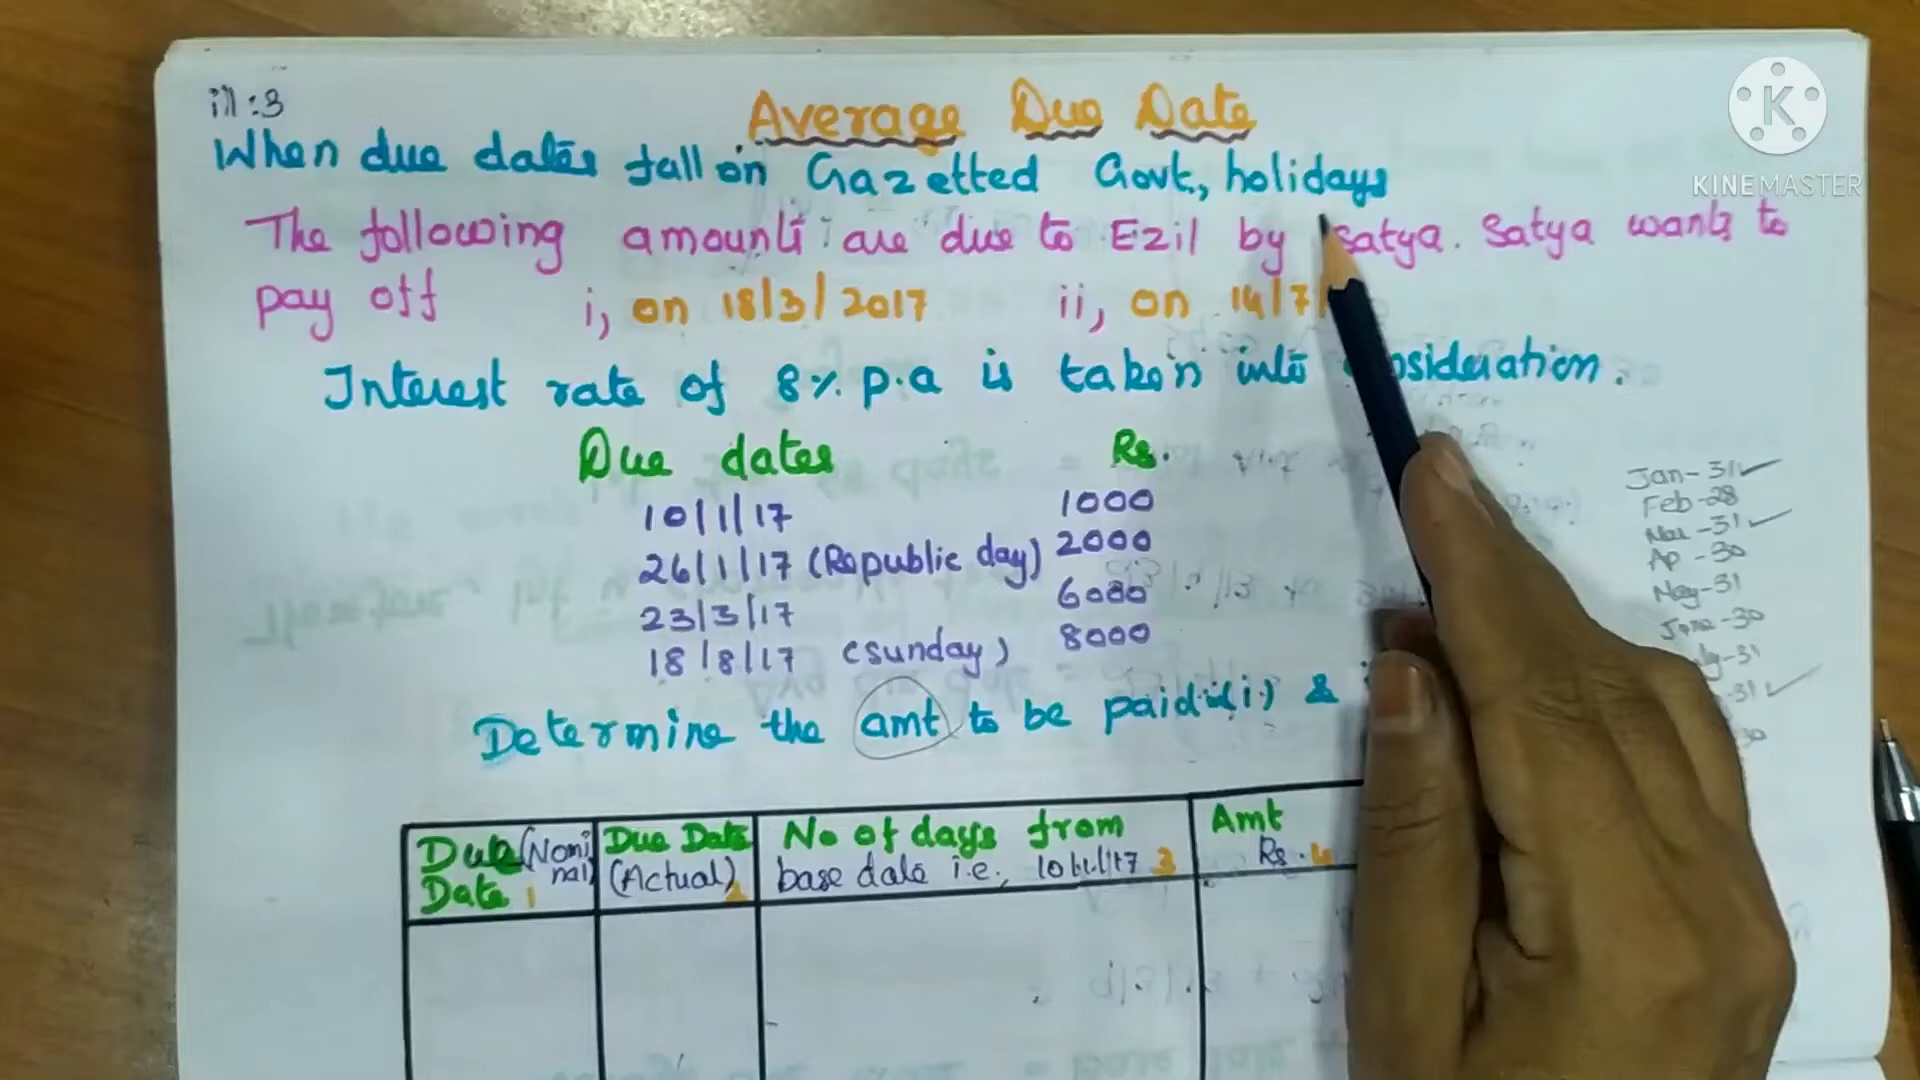 ill:3
Average Due Date
When due dates fall on Gazetted Govt, holidays
The following amounts are due to Ezil by Satya. Satya wants to
pay off i, on 18/3/2017 ii, on 14/7/
Interest rate of 8% p.a is taken into consideration.
Due dates Rs.
10/1/17 1000
26/1/17 (Republic day) 2000
23/3/17 6000
18/8/17 (Sunday) 8000
Determine the amt to be paid (i) &
Due (Nominal) Date 1
Due Date (Actual) 2
No of days from base date i.e., 10/1/17 3
Amt Rs. 4
Jan-31
Feb-28
Mar-31
Ap-30
May-31
June-30
ly-31
31
30
KINEMASTER
K